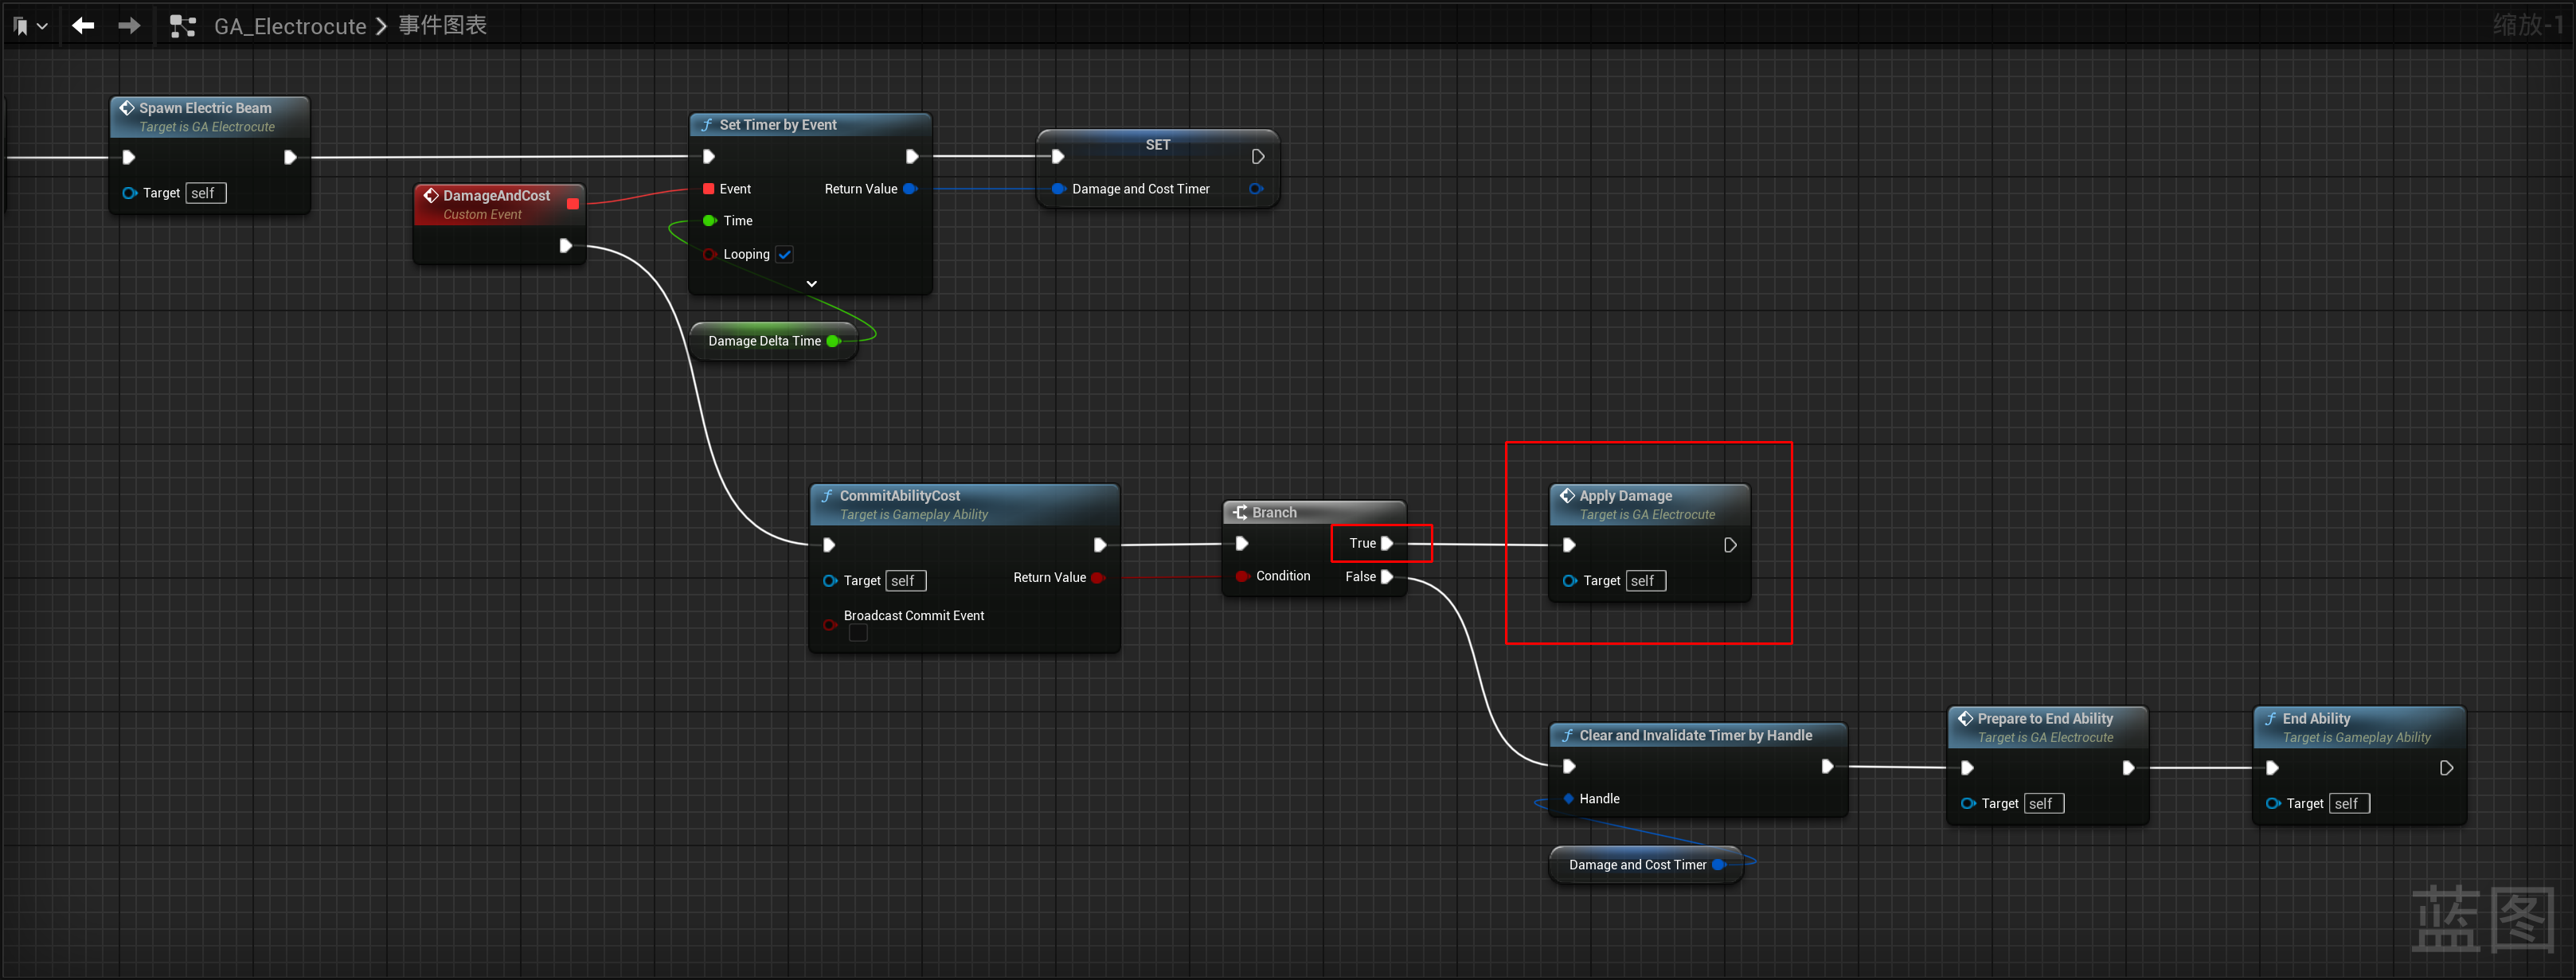 GA_Electrocute > 事件图表
缩放-1
Spawn Electric Beam
Target is GA Electrocute
Target self
DamageAndCost
Custom Event
Set Timer by Event
Event
Return Value
Time
Looping
SET
Damage and Cost Timer
Damage Delta Time
CommitAbilityCost
Target is Gameplay Ability
Target self
Return Value
Broadcast Commit Event
Branch
True
Condition
False
Apply Damage
Target is GA Electrocute
Target self
Clear and Invalidate Timer by Handle
Handle
Damage and Cost Timer
Prepare to End Ability
Target is GA Electrocute
Target self
End Ability
Target is Gameplay Ability
Target self
蓝图